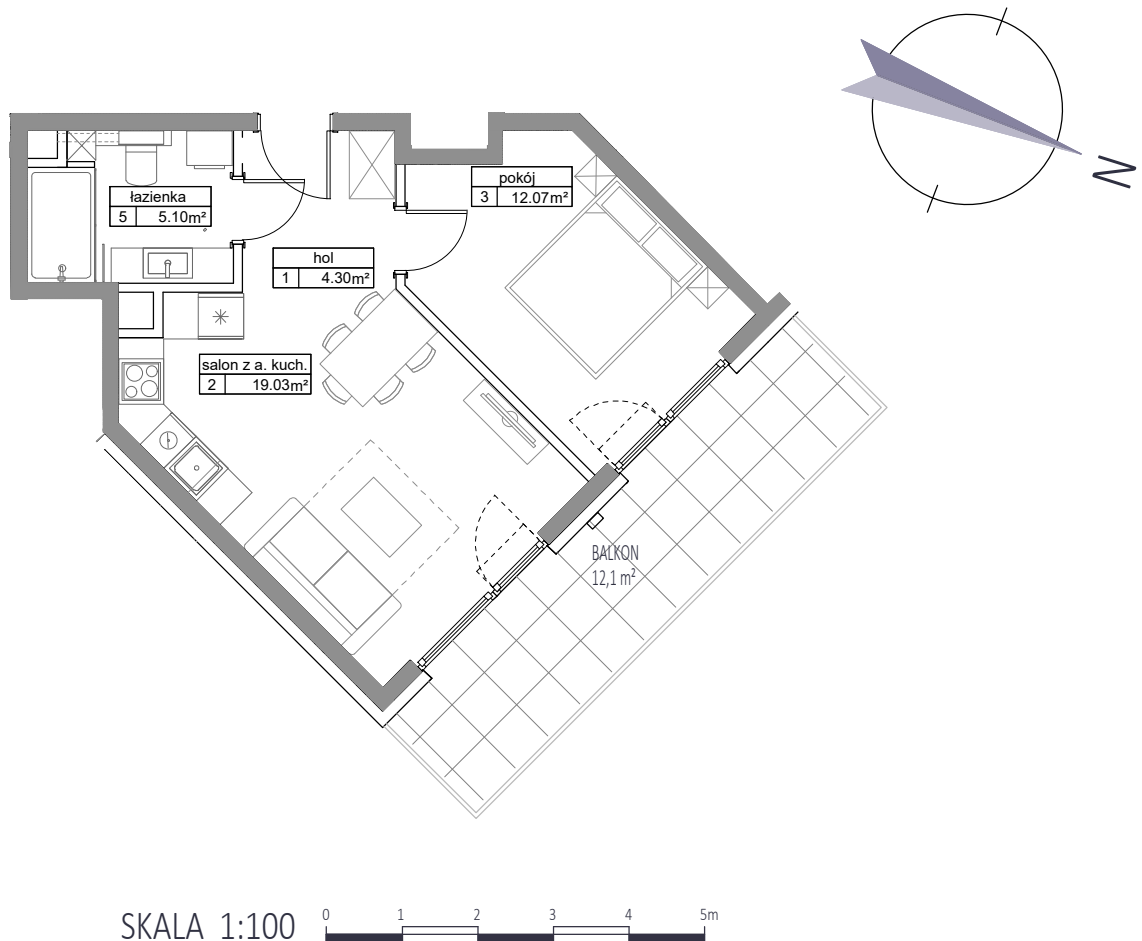 N
łazienka
5 5.10m²
pokój
3 12.07m²
hol
1 4.30m²
salon z a. kuch.
2 19.03m²
BALKON
12,1 m²
SKALA 1:100
0 1 2 3 4 5m